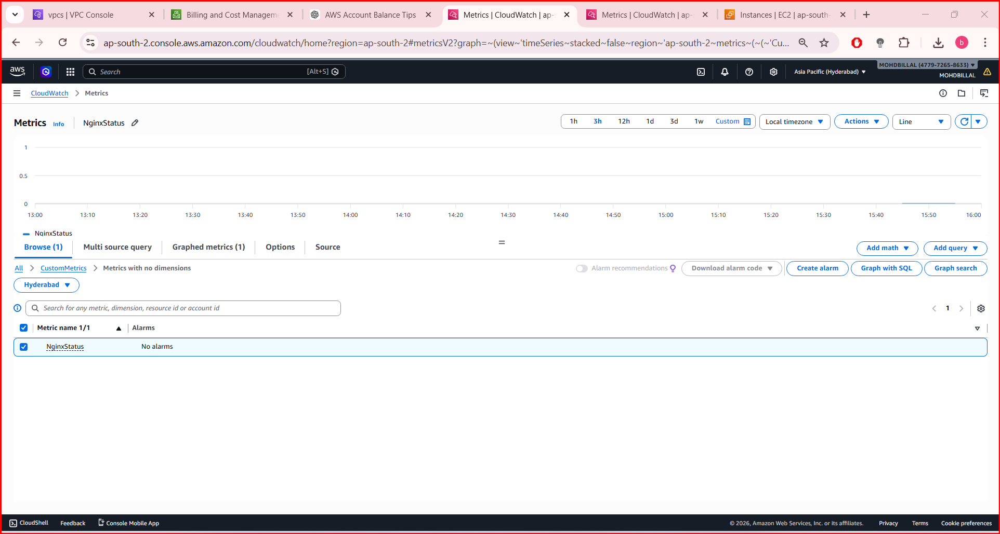 vpcs | VPC Console
Billing and Cost Managem
AWS Account Balance Tips
Metrics | CloudWatch | ap-
Metrics | CloudWatch | ap-
Instances | EC2 | ap-south-
ap-south-2.console.aws.amazon.com/cloudwatch/home?region=ap-south-2#metricsV2?graph=~(view~'timeSeries~stacked~false~region~'ap-south-2~metrics~(~(~'Cu...
b
aws
Search
[Alt+S]
Asia Pacific (Hyderabad)
MOHDBILLAL (4779-7265-8633)
MOHDBILLAL
CloudWatch
Metrics
Metrics
Info
NginxStatus
1h
3h
12h
1d
3d
1w
Custom
Local timezone
Actions
Line
1
0.5
0
13:00
13:10
13:20
13:30
13:40
13:50
14:00
14:10
14:20
14:30
14:40
14:50
15:00
15:10
15:20
15:30
15:40
15:50
16:00
NginxStatus
Browse (1)
Multi source query
Graphed metrics (1)
Options
Source
Add math
Add query
All
CustomMetrics
Metrics with no dimensions
Alarm recommendations
Download alarm code
Create alarm
Graph with SQL
Graph search
Hyderabad
Search for any metric, dimension, resource id or account id
1
Metric name 1/1
Alarms
NginxStatus
No alarms
CloudShell
Feedback
Console Mobile App
© 2026, Amazon Web Services, Inc. or its affiliates.
Privacy
Terms
Cookie preferences